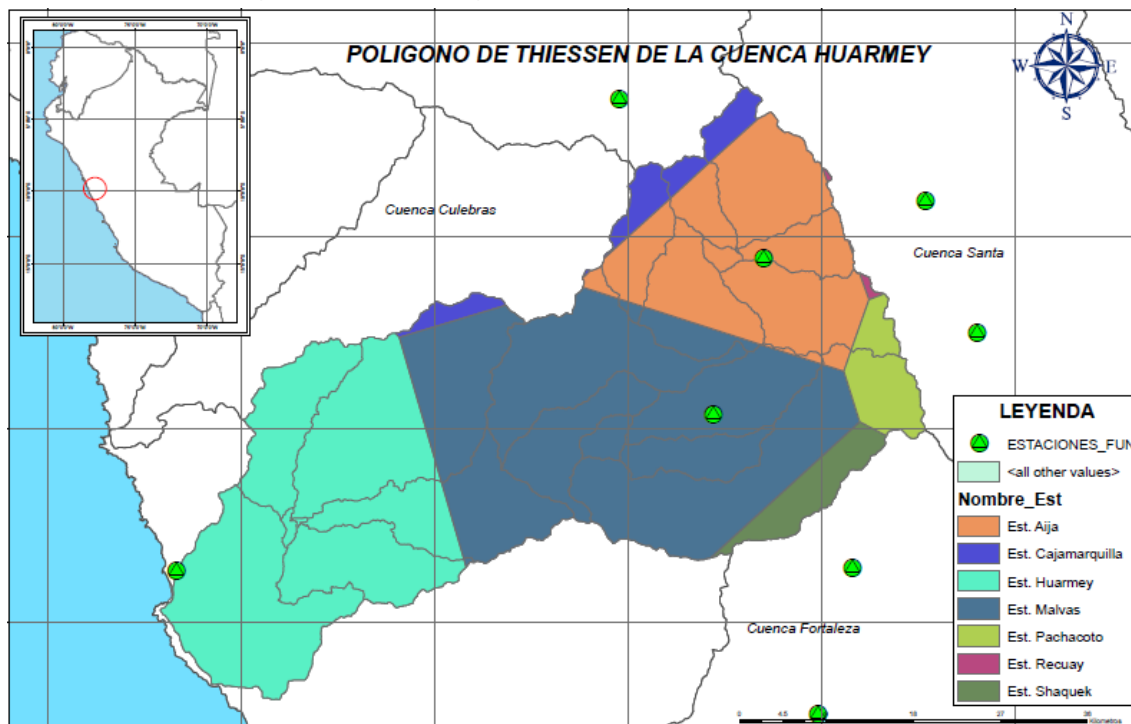 POLIGONO DE THIESSEN DE LA CUENCA HUARMEY
N
W
E
S
Cuenca Culebras
Cuenca Santa
Cuenca Fortaleza
LEYENDA
ESTACIONES_FUN
<all other values>
Nombre_Est
Est. Aija
Est. Cajamarquilla
Est. Huarmey
Est. Malvas
Est. Pachacoto
Est. Recuay
Est. Shaquek
0 4.5 9 18 27 36
Kilometros